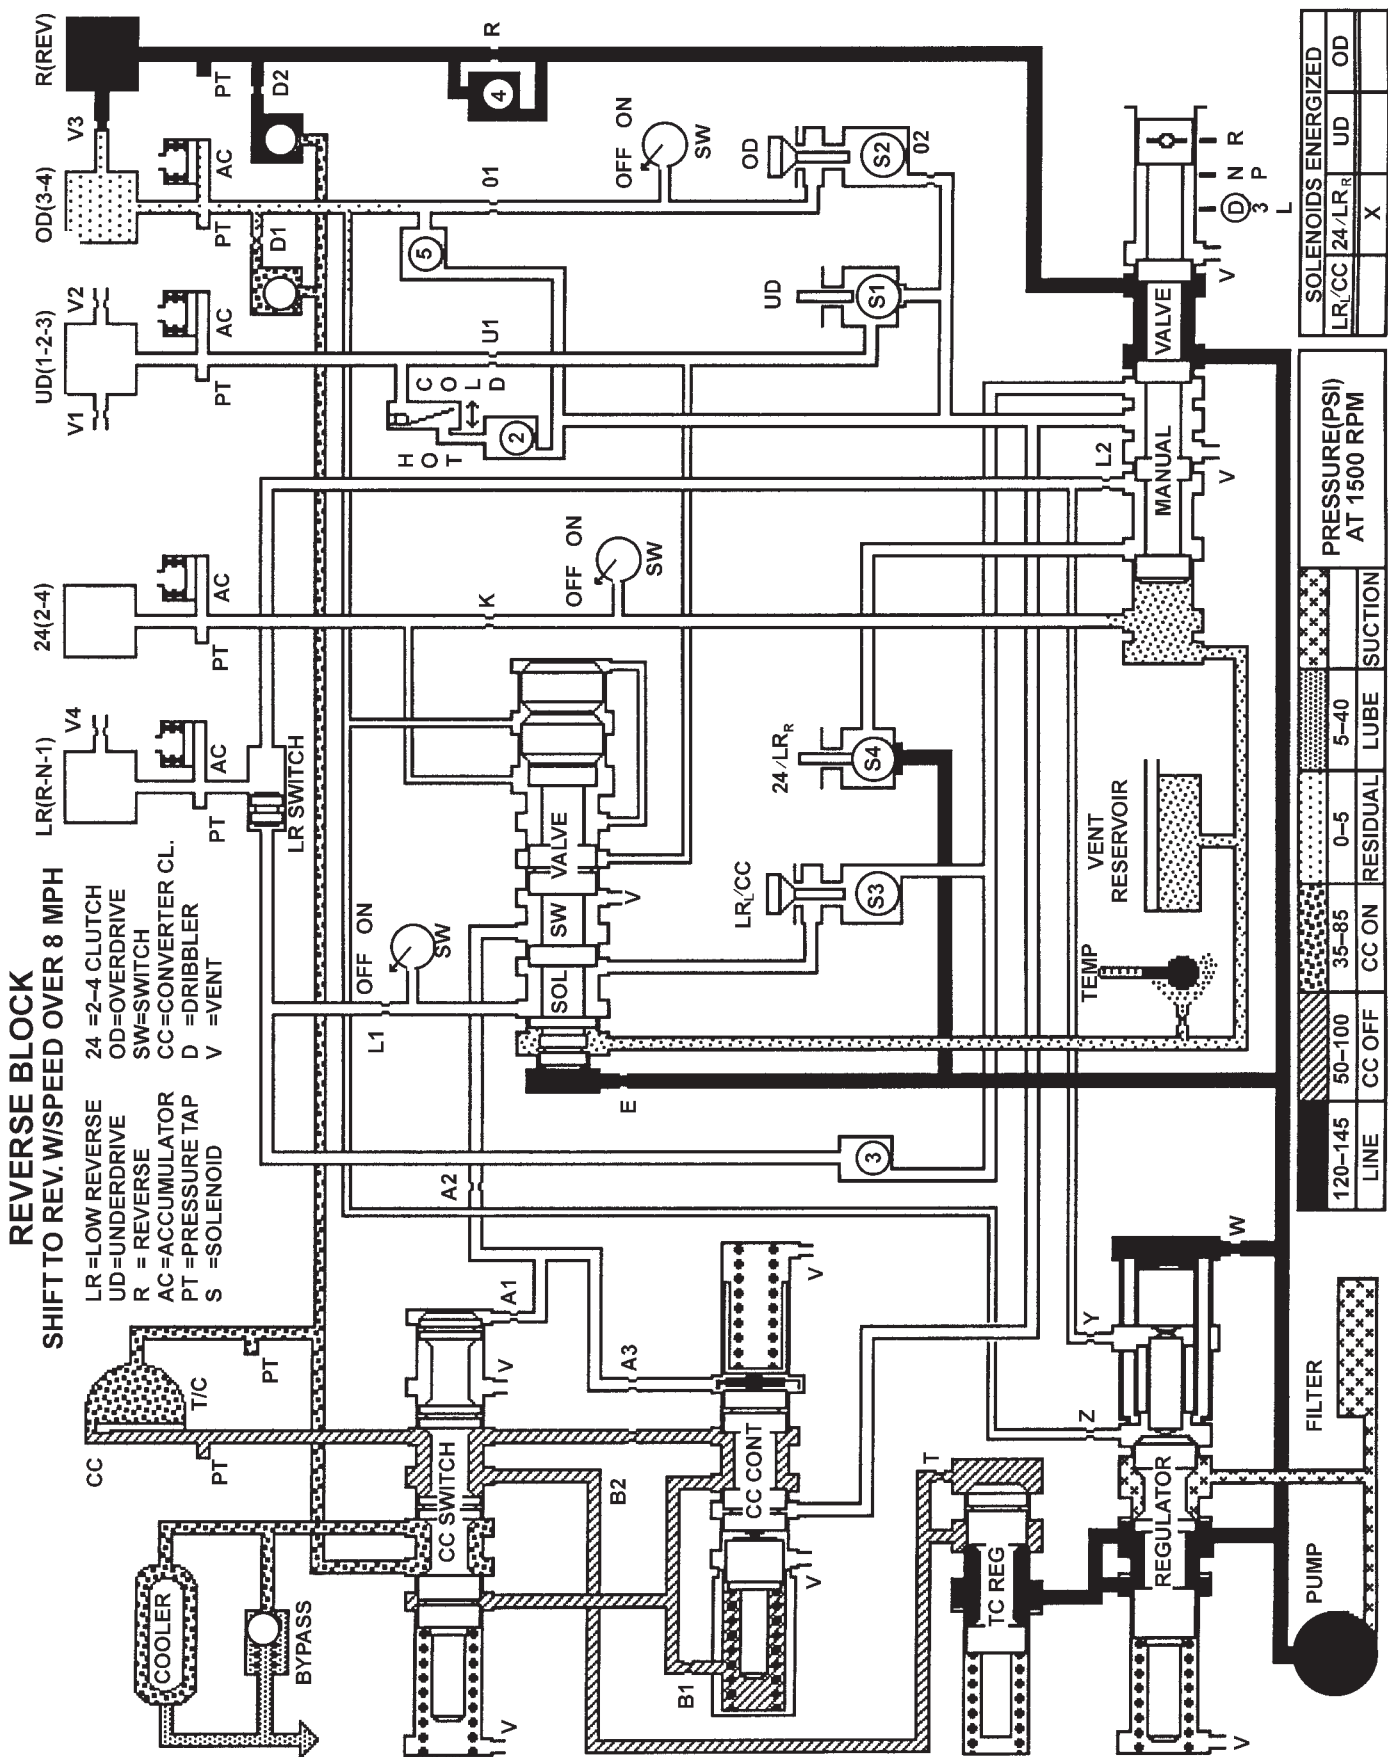 REVERSE BLOCK
SHIFT TO REV. W/SPEED OVER 8 MPH
LR =LOW REVERSE
UD=UNDERDRIVE
R = REVERSE
AC=ACCUMULATOR
PT =PRESSURE TAP
S =SOLENOID
24 =2–4 CLUTCH
OD=OVERDRIVE
SW=SWITCH
CC=CONVERTER CL.
D =DRIBBLER
V =VENT
COOLER
BYPASS
CC
T/C
PT
PT
LR(R-N-1)
V4
AC
PT
LR SWITCH
24(2-4)
AC
PT
UD(1-2-3)
V1
V2
AC
PT
OD(3-4)
V3
AC
PT
D1
R(REV)
PT
D2
CC SWITCH
V
V
A1
A2
A3
L1
OFF ON
SW
K
HOT
COLD
2
U1
5
01
4
R
B1
B2
CC CONT
V
V
3
E
SOL
SW
VALVE
V
OFF ON
SW
OFF ON
SW
T
TC REG
LRL/CC
S3
24/LRR
S4
UD
S1
OD
S2
02
TEMP
VENT
RESERVOIR
L2
Z
Y
W
V
REGULATOR
MANUAL
VALVE
V
V
D N R
3 P
L
PUMP
FILTER
120–145 50–100 35–85 0–5 5–40
LINE CC OFF CC ON RESIDUAL LUBE SUCTION
PRESSURE(PSI)
AT 1500 RPM
SOLENOIDS ENERGIZED
LRL/CC 24/LRR UD OD
X